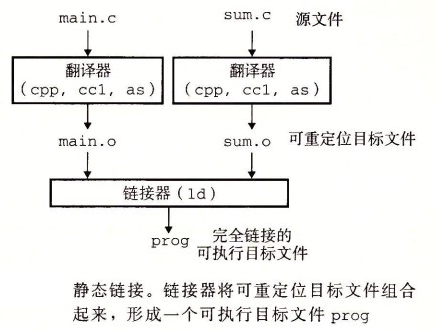 main.c sum.c 源文件
翻译器 翻译器
(cpp, cc1, as) (cpp, cc1, as)
main.o sum.o 可重定位目标文件
链接器(ld)
prog 完全链接的
可执行目标文件
静态链接。链接器将可重定位目标文件组合
起来，形成一个可执行目标文件 prog